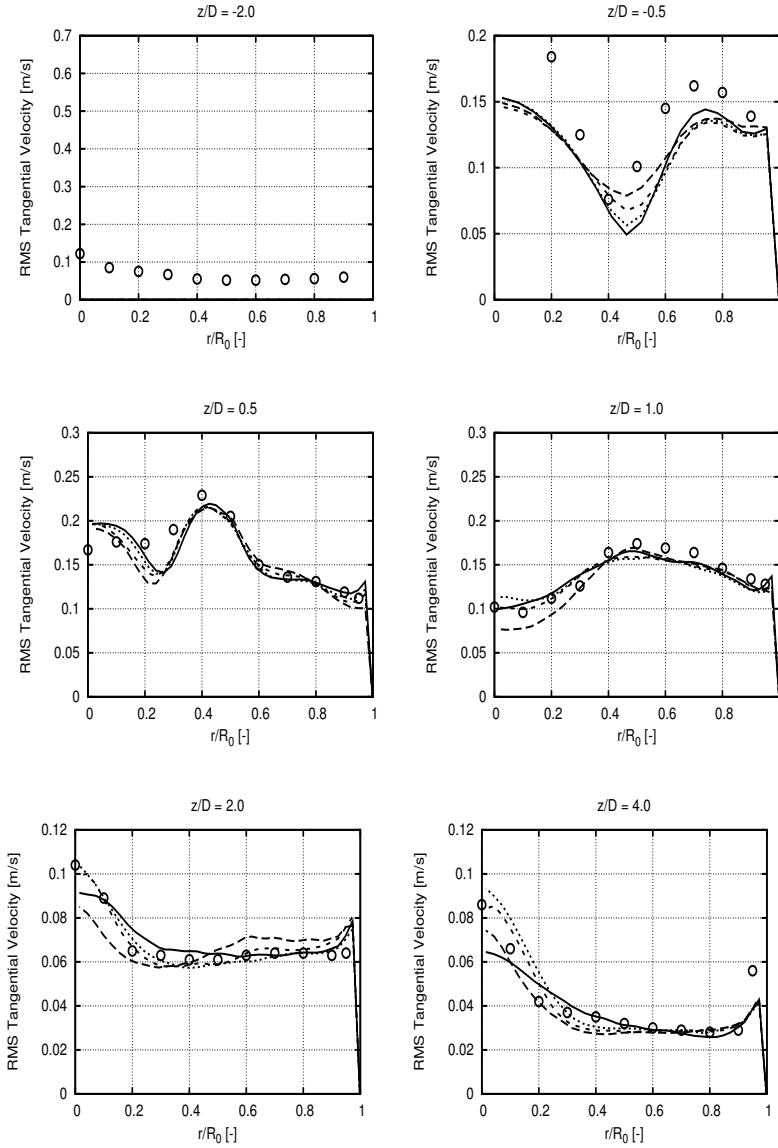 z/D = -2.0
RMS Tangential Velocity [m/s]
0.7
0.6
0.5
0.4
0.3
0.2
0.1
0
0 0.2 0.4 0.6 0.8 1
r/R0 [-]
z/D = -0.5
RMS Tangential Velocity [m/s]
0.2
0.15
0.1
0.05
0
0 0.2 0.4 0.6 0.8 1
r/R0 [-]
z/D = 0.5
RMS Tangential Velocity [m/s]
0.3
0.25
0.2
0.15
0.1
0.05
0
0 0.2 0.4 0.6 0.8 1
r/R0 [-]
z/D = 1.0
RMS Tangential Velocity [m/s]
0.3
0.25
0.2
0.15
0.1
0.05
0
0 0.2 0.4 0.6 0.8 1
r/R0 [-]
z/D = 2.0
RMS Tangential Velocity [m/s]
0.12
0.1
0.08
0.06
0.04
0.02
0
0 0.2 0.4 0.6 0.8 1
r/R0 [-]
z/D = 4.0
RMS Tangential Velocity [m/s]
0.12
0.1
0.08
0.06
0.04
0.02
0
0 0.2 0.4 0.6 0.8 1
r/R0 [-]